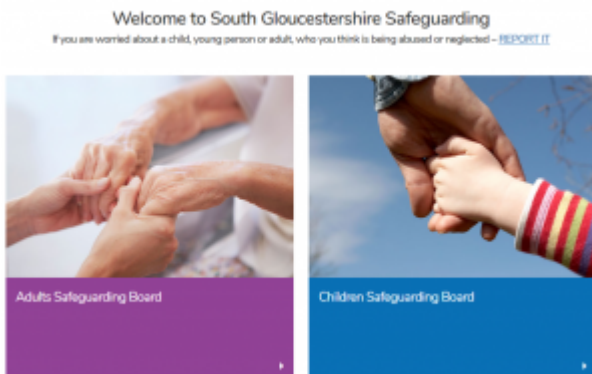 Welcome to South Gloucestershire Safeguarding
If you are worried about a child, young person or adult, who you think is being abused or neglected – REPORT IT
Adults Safeguarding Board
Children Safeguarding Board